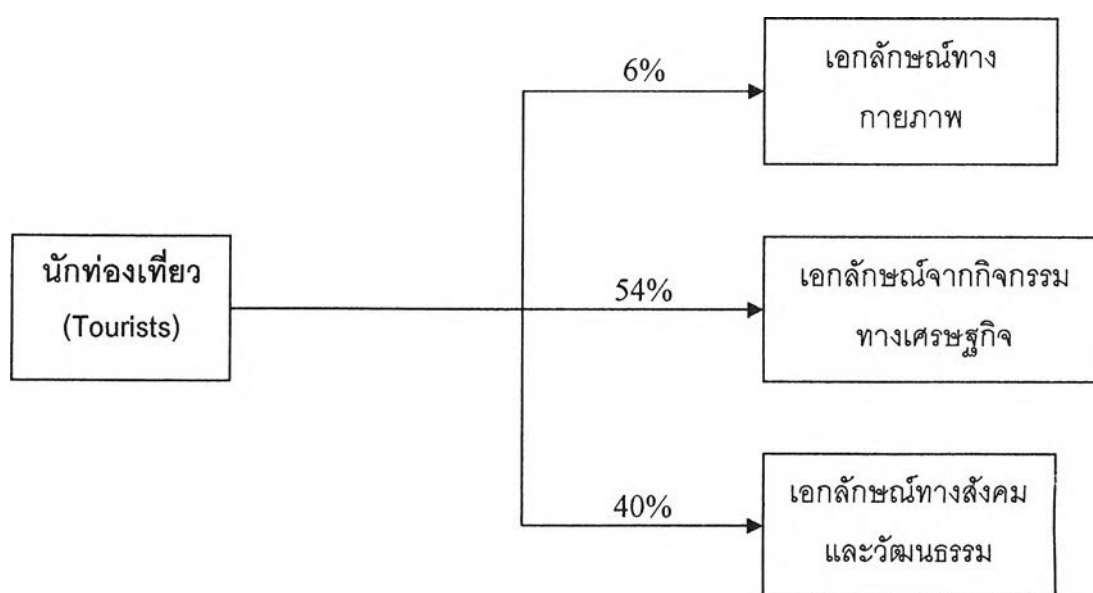 6%
เอกลักษณ์ทาง
กายภาพ
นักท่องเที่ยว
(Tourists)
54%
เอกลักษณ์จากกิจกรรม
ทางเศรษฐกิจ
40%
เอกลักษณ์ทางสังคม
และวัฒนธรรม